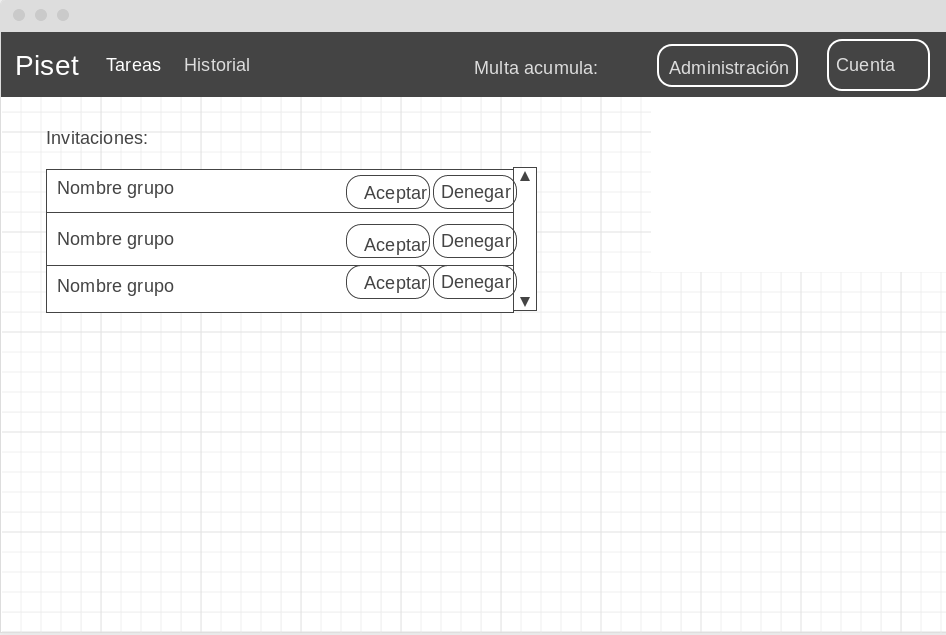 Piset Tareas Historial Multa acumula: Administración Cuenta
Invitaciones:
Nombre grupo Aceptar Denegar
Nombre grupo Aceptar Denegar
Nombre grupo Aceptar Denegar